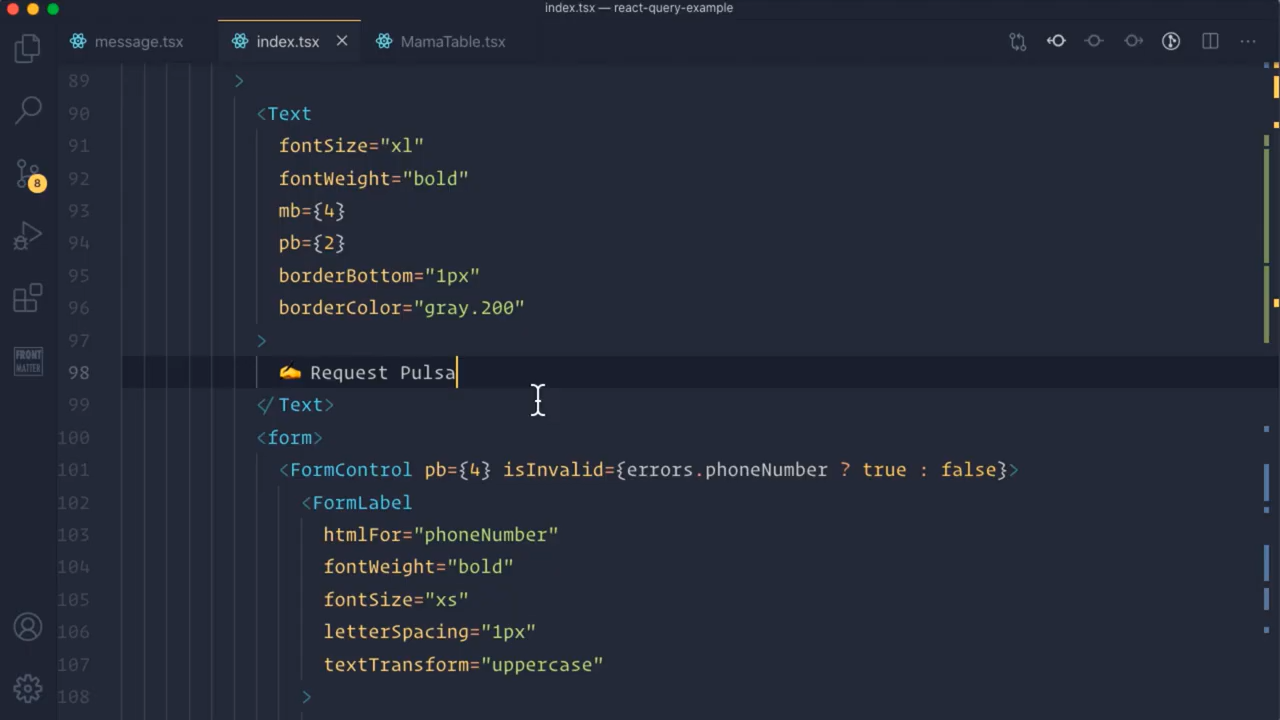 index.tsx — react-query-example
message.tsx index.tsx MamaTable.tsx
89 >
90 <Text
91 fontSize="xl"
92 fontWeight="bold"
93 mb={4}
94 pb={2}
95 borderBottom="1px"
96 borderColor="gray.200"
97 >
98 ✍️ Request Pulsa
99 </Text>
100 <form>
101 <FormControl pb={4} isInvalid={errors.phoneNumber ? true : false}>
102 <FormLabel
103 htmlFor="phoneNumber"
104 fontWeight="bold"
105 fontSize="xs"
106 letterSpacing="1px"
107 textTransform="uppercase"
108 >
8
FRONT
MATTER